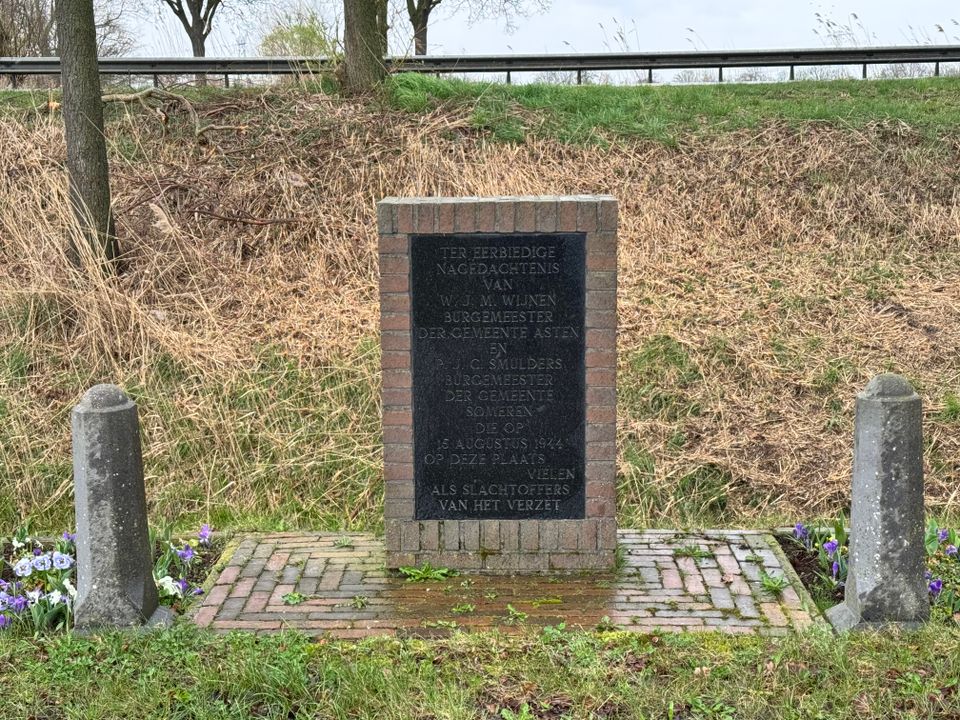 TER EERBIEDIGE
NAGEDACHTENIS
VAN
W. J. M. WIJNEN
BURGEMEESTER
DER GEMEENTE ASTEN
EN
P. J. C. SMULDERS
BURGEMEESTER
DER GEMEENTE
SOMEREN
DIE OP
15 AUGUSTUS 1944
OP DEZE PLAATS
VIELEN
ALS SLACHTOFFERS
VAN HET VERZET